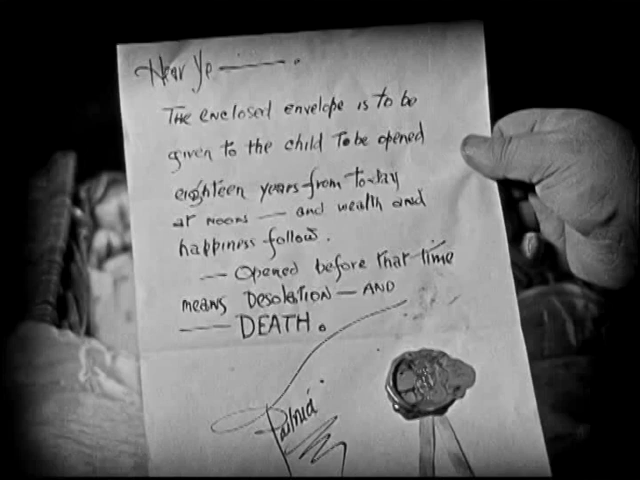 Hear Ye —.
The enclosed envelope is to be
given to the child To be opened
eighteen years from to-day
at noon — and wealth and
happiness follow.
— Opened before that time
means Desolation — AND
— DEATH.